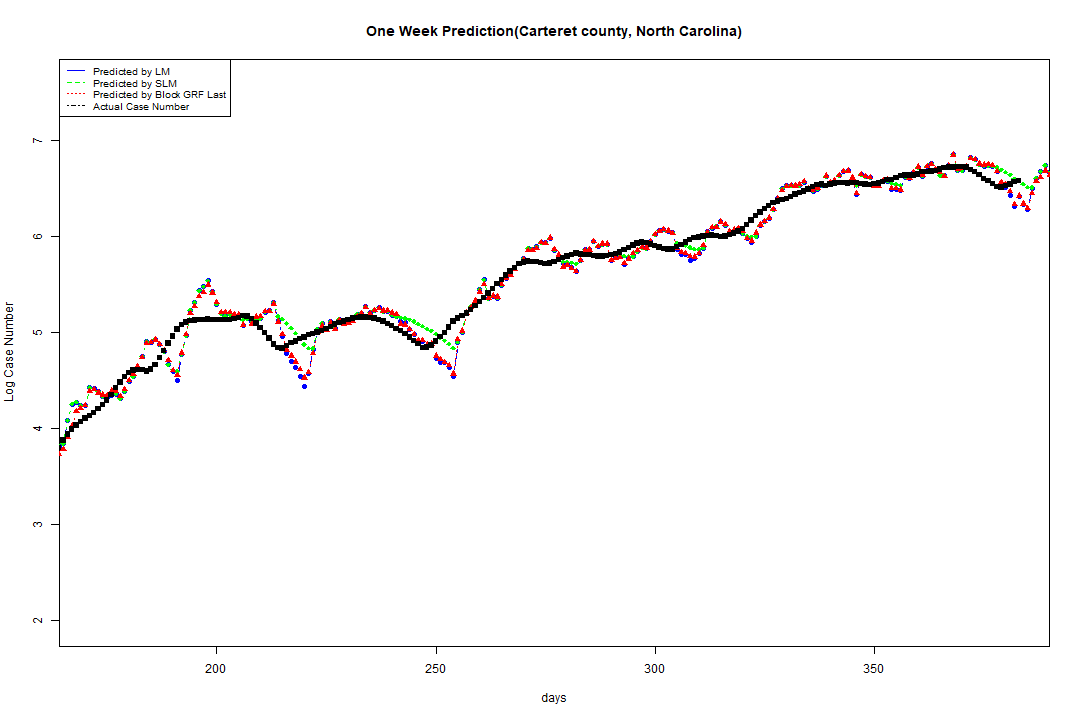 One Week Prediction(Carteret county, North Carolina)
Predicted by LM
Predicted by SLM
Predicted by Block GRF Last
Actual Case Number
7
6
5
4
3
2
Log Case Number
200 250 300 350
days